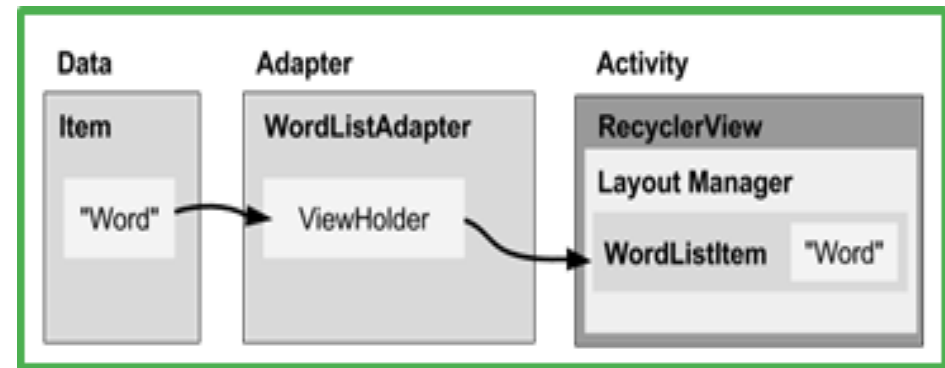 Data
Adapter
Activity
Item
WordListAdapter
RecyclerView
Layout Manager
"Word"
ViewHolder
WordListItem
"Word"